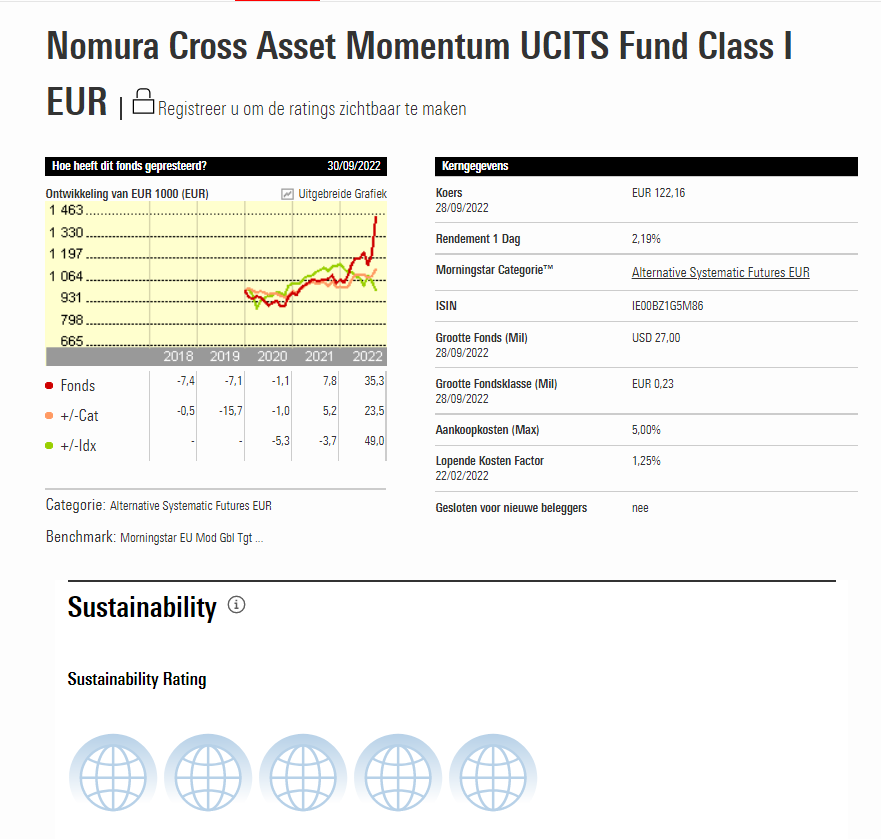 Nomura Cross Asset Momentum UCITS Fund Class I
EUR | Registreer u om de ratings zichtbaar te maken
Hoe heeft dit fonds gepresteerd? 30/09/2022
Ontwikkeling van EUR 1000 (EUR) Uitgebreide Grafiek
1 463
1 330
1 197
1 064
931
798
665
2018 2019 2020 2021 2022
Fonds -7,4 -7,1 -1,1 7,8 35,3
+/-Cat -0,5 -15,7 -1,0 5,2 23,5
+/-Idx - - -5,3 -3,7 49,0
Categorie: Alternative Systematic Futures EUR
Benchmark: Morningstar EU Mod Gbl Tgt ...
Kerngegevens
Koers EUR 122,16
28/09/2022
Rendement 1 Dag 2,19%
Morningstar Categorie™ Alternative Systematic Futures EUR
ISIN IE00BZ1G5M86
Grootte Fonds (Mil) USD 27,00
28/09/2022
Grootte Fondsklasse (Mil) EUR 0,23
28/09/2022
Aankoopkosten (Max) 5,00%
Lopende Kosten Factor 1,25%
22/02/2022
Gesloten voor nieuwe beleggers nee
Sustainability
Sustainability Rating